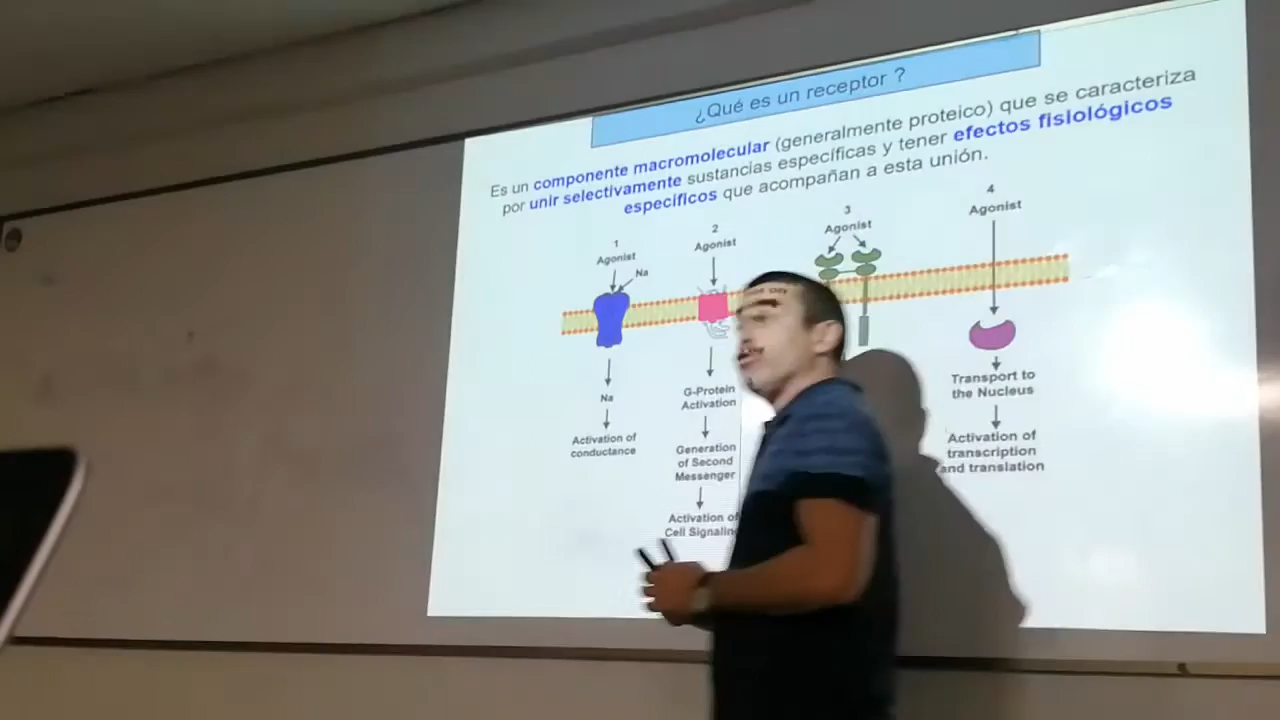 ¿Qué es un receptor ?
Es un componente macromolecular (generalmente proteico) que se caracteriza
por unir selectivamente sustancias específicas y tener efectos fisiológicos
específicos que acompañan a esta unión.
1
Agonist
Na
Na
Activation of
conductance
2
Agonist
G-Protein
Activation
Generation
of Second
Messenger
Activation of
Cell Signaling
3
Agonist
4
Agonist
Transport to
the Nucleus
Activation of
transcription
and translation